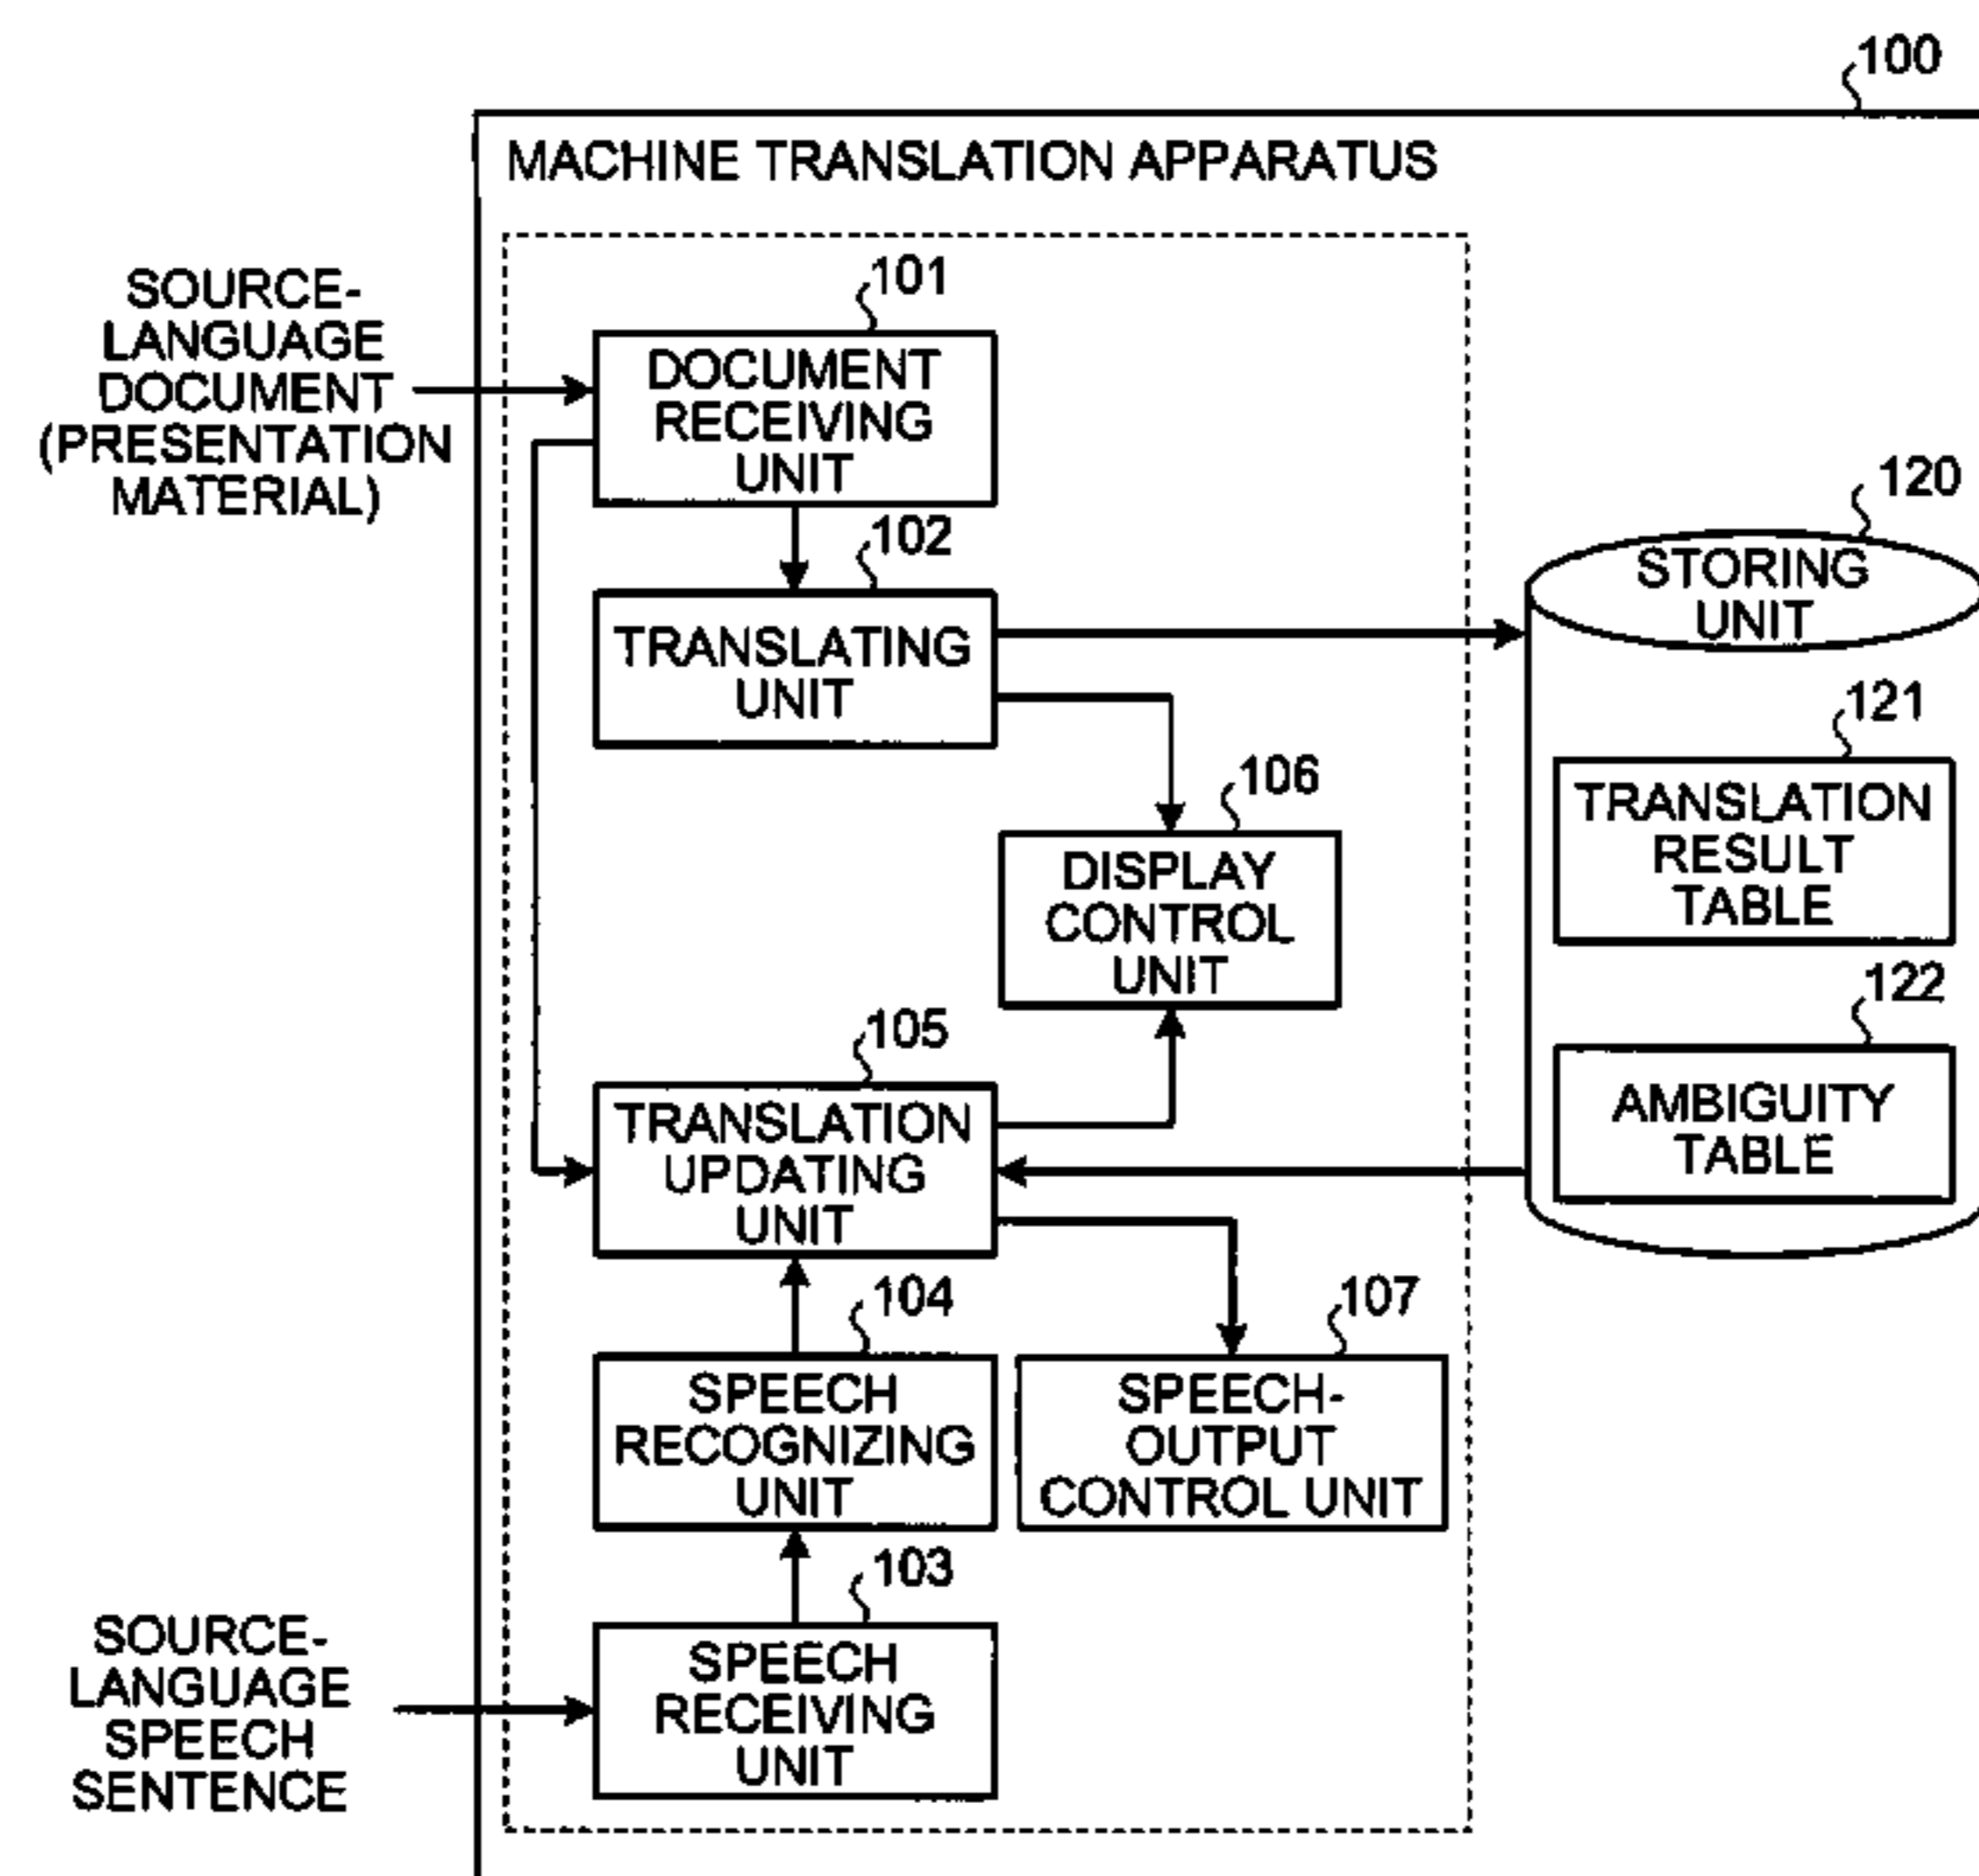 100
MACHINE TRANSLATION APPARATUS
SOURCE-
LANGUAGE
DOCUMENT
(PRESENTATION
MATERIAL)
101
DOCUMENT
RECEIVING
UNIT
102
TRANSLATING
UNIT
120
STORING
UNIT
121
TRANSLATION
RESULT
TABLE
106
DISPLAY
CONTROL
UNIT
122
AMBIGUITY
TABLE
105
TRANSLATION
UPDATING
UNIT
104
SPEECH
RECOGNIZING
UNIT
107
SPEECH-
OUTPUT
CONTROL UNIT
103
SPEECH
RECEIVING
UNIT
SOURCE-
LANGUAGE
SPEECH
SENTENCE